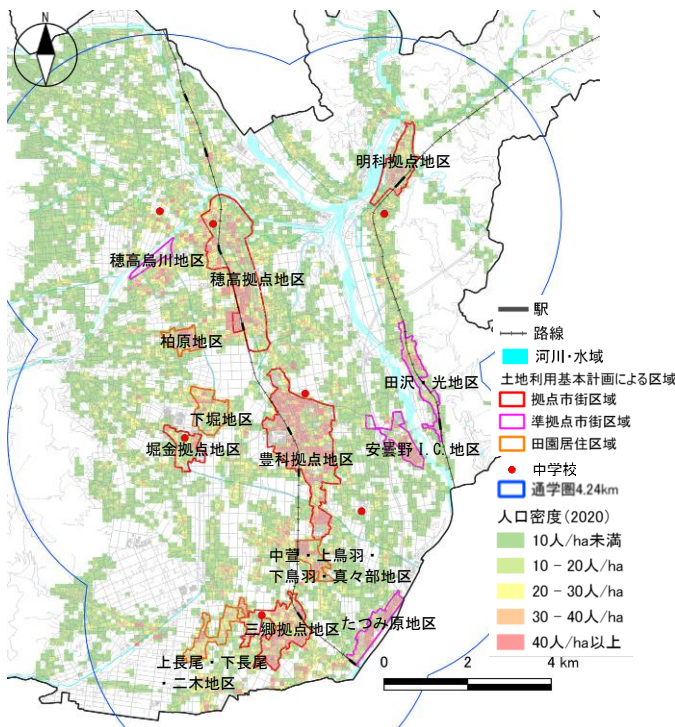 N
明科拠点地区
穂高烏川地区
穂高拠点地区
柏原地区
下堀地区
堀金拠点地区
豊科拠点地区
田沢・光地区
安曇野I.C.地区
中萱・上鳥羽・
下鳥羽・真々部地区
三郷拠点地区
たつみ原地区
上長尾・下長尾
・二木地区
駅
路線
河川・水域
土地利用基本計画による区域
拠点市街区域
準拠点市街区域
田園居住区域
中学校
通学圏4.24km
人口密度(2020)
10人/ha未満
10 - 20人/ha
20 - 30人/ha
30 - 40人/ha
40人/ha以上
0 2 4 km